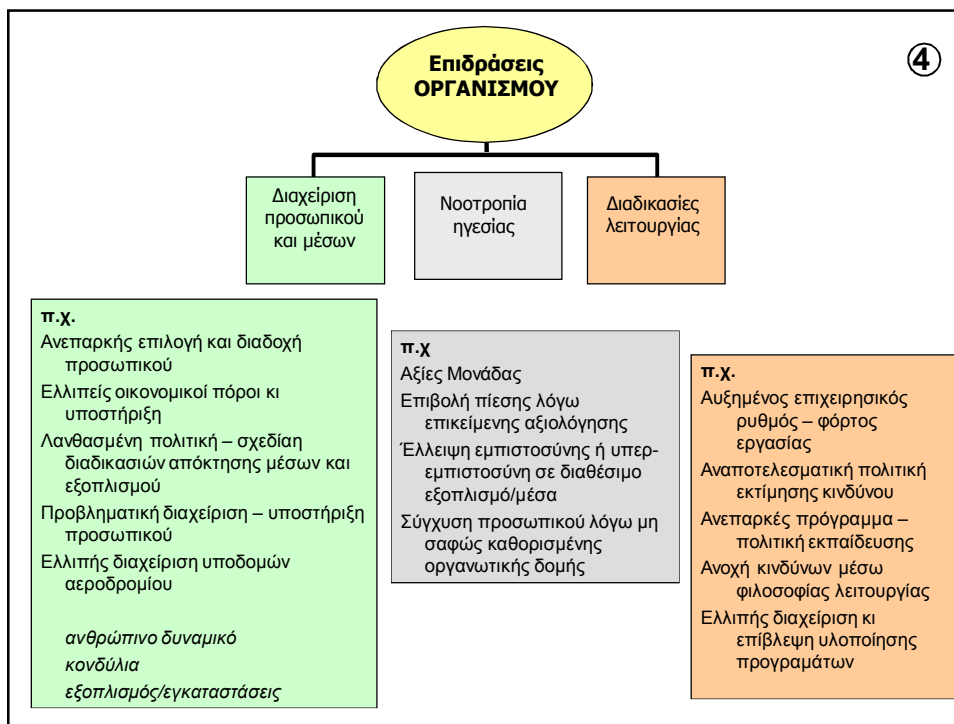 Επιδράσεις
ΟΡΓΑΝΙΣΜΟΥ
④
Διαχείριση
προσωπικού
και μέσων
Νοοτροπία
ηγεσίας
Διαδικασίες
λειτουργίας
π.χ.
Ανεπαρκής επιλογή και διαδοχή
προσωπικού
Ελλιπείς οικονομικοί πόροι κι
υποστήριξη
Λανθασμένη πολιτική – σχεδίαη
διαδικασιών απόκτησης μέσων και
εξοπλισμού
Προβληματική διαχείριση – υποστήριξη
προσωπικού
Ελλιπής διαχείριση υποδομών
αεροδρομίου
ανθρώπινο δυναμικό
κονδύλια
εξοπλισμός/εγκαταστάσεις
π.χ
Αξίες Μονάδας
Επιβολή πίεσης λόγω
επικείμενης αξιολόγησης
Έλλειψη εμπιστοσύνης ή υπερ-
εμπιστοσύνη σε διαθέσιμο
εξοπλισμό/μέσα
Σύγχυση προσωπικού λόγω μη
σαφώς καθορισμένης
οργανωτικής δομής
π.χ.
Αυξημένος επιχειρησικός
ρυθμός – φόρτος
εργασίας
Αναποτελεσματική πολιτική
εκτίμησης κινδύνου
Ανεπαρκές πρόγραμμα –
πολιτική εκπαίδευσης
Ανοχή κινδύνων μέσω
φιλοσοφίας λειτουργίας
Ελλιπής διαχείριση κι
επίβλεψη υλοποίησης
προγραμάτων